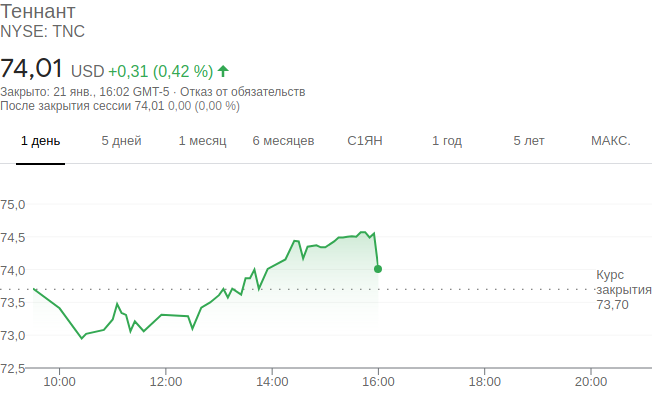 Теннант
NYSE: TNC
74,01 USD +0,31 (0,42 %)
Закрыто: 21 янв., 16:02 GMT-5 · Отказ от обязательств
После закрытия сессии 74,01 0,00 (0,00 %)
1 день 5 дней 1 месяц 6 месяцев С1ЯН 1 год 5 лет МАКС.
75,0
74,5
74,0
73,5
73,0
72,5
Курс
закрытия
73,70
10:00 12:00 14:00 16:00 18:00 20:00